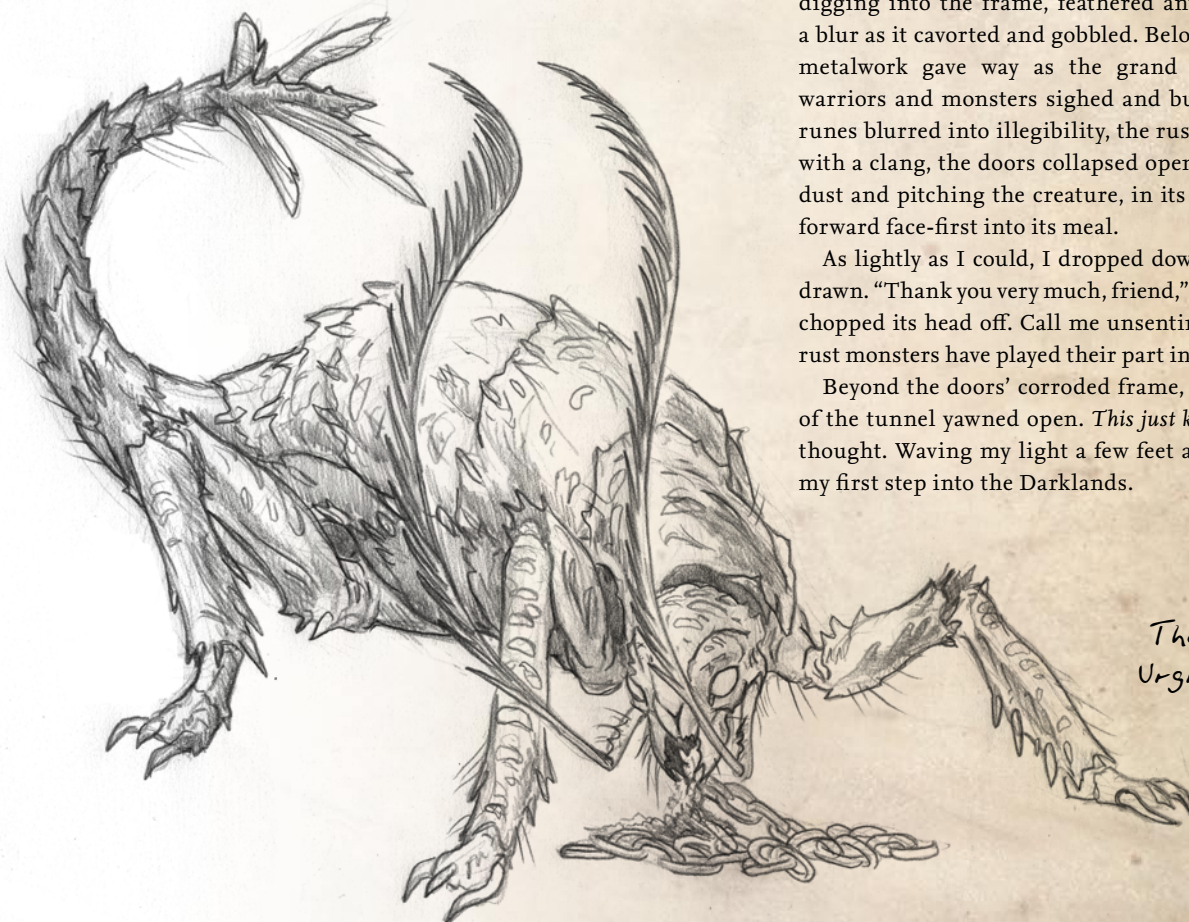 digging into the frame, feathered an
a blur as it cavorted and gobbled. Belo
metalwork gave way as the grand
warriors and monsters sighed and bu
runes blurred into illegibility, the rus
with a clang, the doors collapsed open
dust and pitching the creature, in its
forward face-first into its meal.
As lightly as I could, I dropped dow
drawn. “Thank you very much, friend,”
chopped its head off. Call me unsenti
rust monsters have played their part in
Beyond the doors’ corroded frame,
of the tunnel yawned open. This just k
thought. Waving my light a few feet a
my first step into the Darklands.
Th
Urg